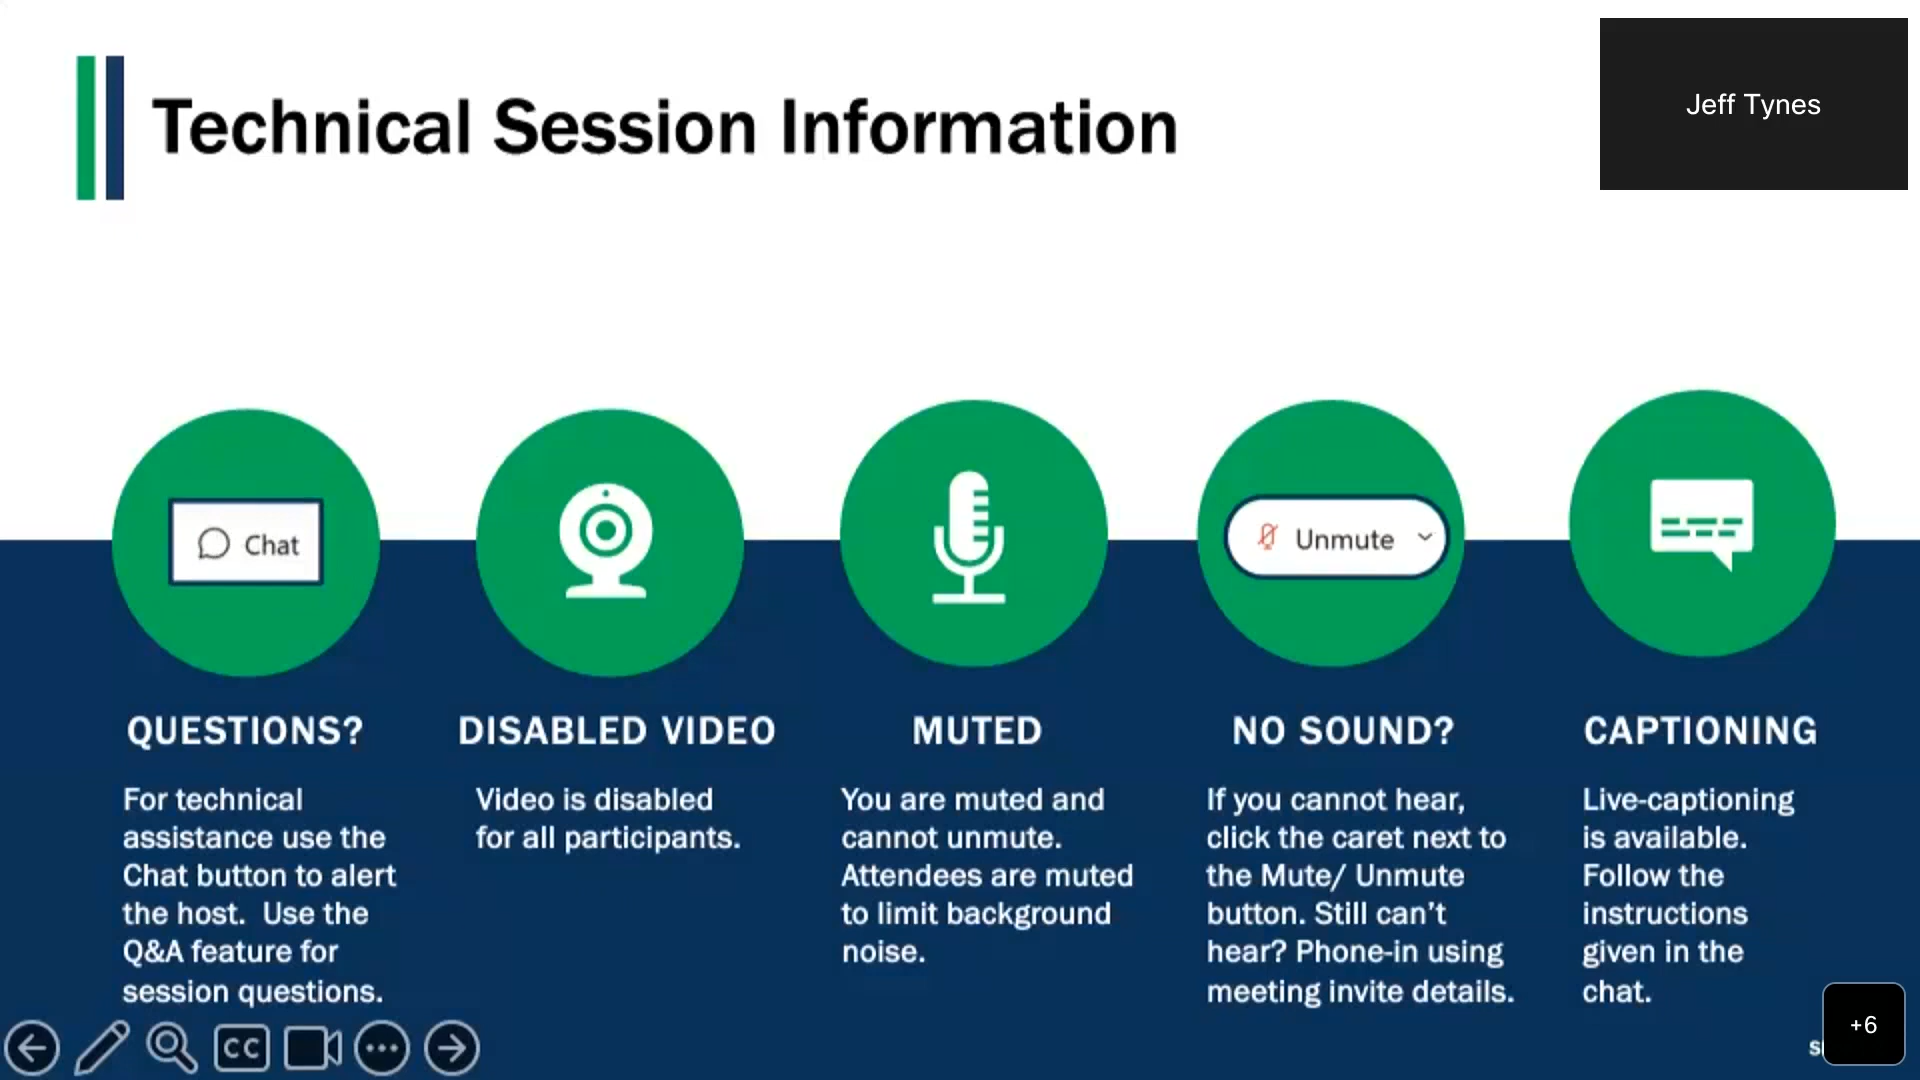 Technical Session Information
Jeff Tynes
Chat
Unmute
QUESTIONS?
For technical
assistance use the
Chat button to alert
the host.  Use the
Q&A feature for
session questions.
DISABLED VIDEO
Video is disabled
for all participants.
MUTED
You are muted and
cannot unmute.
Attendees are muted
to limit background
noise.
NO SOUND?
If you cannot hear,
click the caret next to
the Mute/ Unmute
button. Still can’t
hear? Phone-in using
meeting invite details.
CAPTIONING
Live-captioning
is available.
Follow the
instructions
given in the
chat.
CC
+6